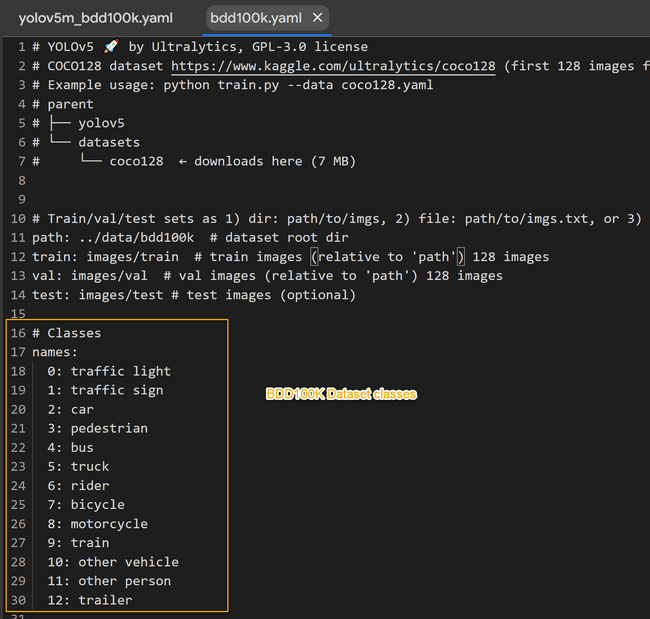 yolov5m_bdd100k.yaml bdd100k.yaml ×
1 # YOLOv5 🚀 by Ultralytics, GPL-3.0 license
2 # COCO128 dataset https://www.kaggle.com/ultralytics/coco128 (first 128 images f
3 # Example usage: python train.py --data coco128.yaml
4 # parent
5 # ├── yolov5
6 # └── datasets
7 #     └── coco128  ← downloads here (7 MB)
8
9
10 # Train/val/test sets as 1) dir: path/to/imgs, 2) file: path/to/imgs.txt, or 3)
11 path: ../data/bdd100k  # dataset root dir
12 train: images/train  # train images (relative to 'path') 128 images
13 val: images/val  # val images (relative to 'path') 128 images
14 test: images/test # test images (optional)
15
16 # Classes
17 names:
18   0: traffic light
19   1: traffic sign
BDD100K Dataset classes
20   2: car
21   3: pedestrian
22   4: bus
23   5: truck
24   6: rider
25   7: bicycle
26   8: motorcycle
27   9: train
28   10: other vehicle
29   11: other person
30   12: trailer
31